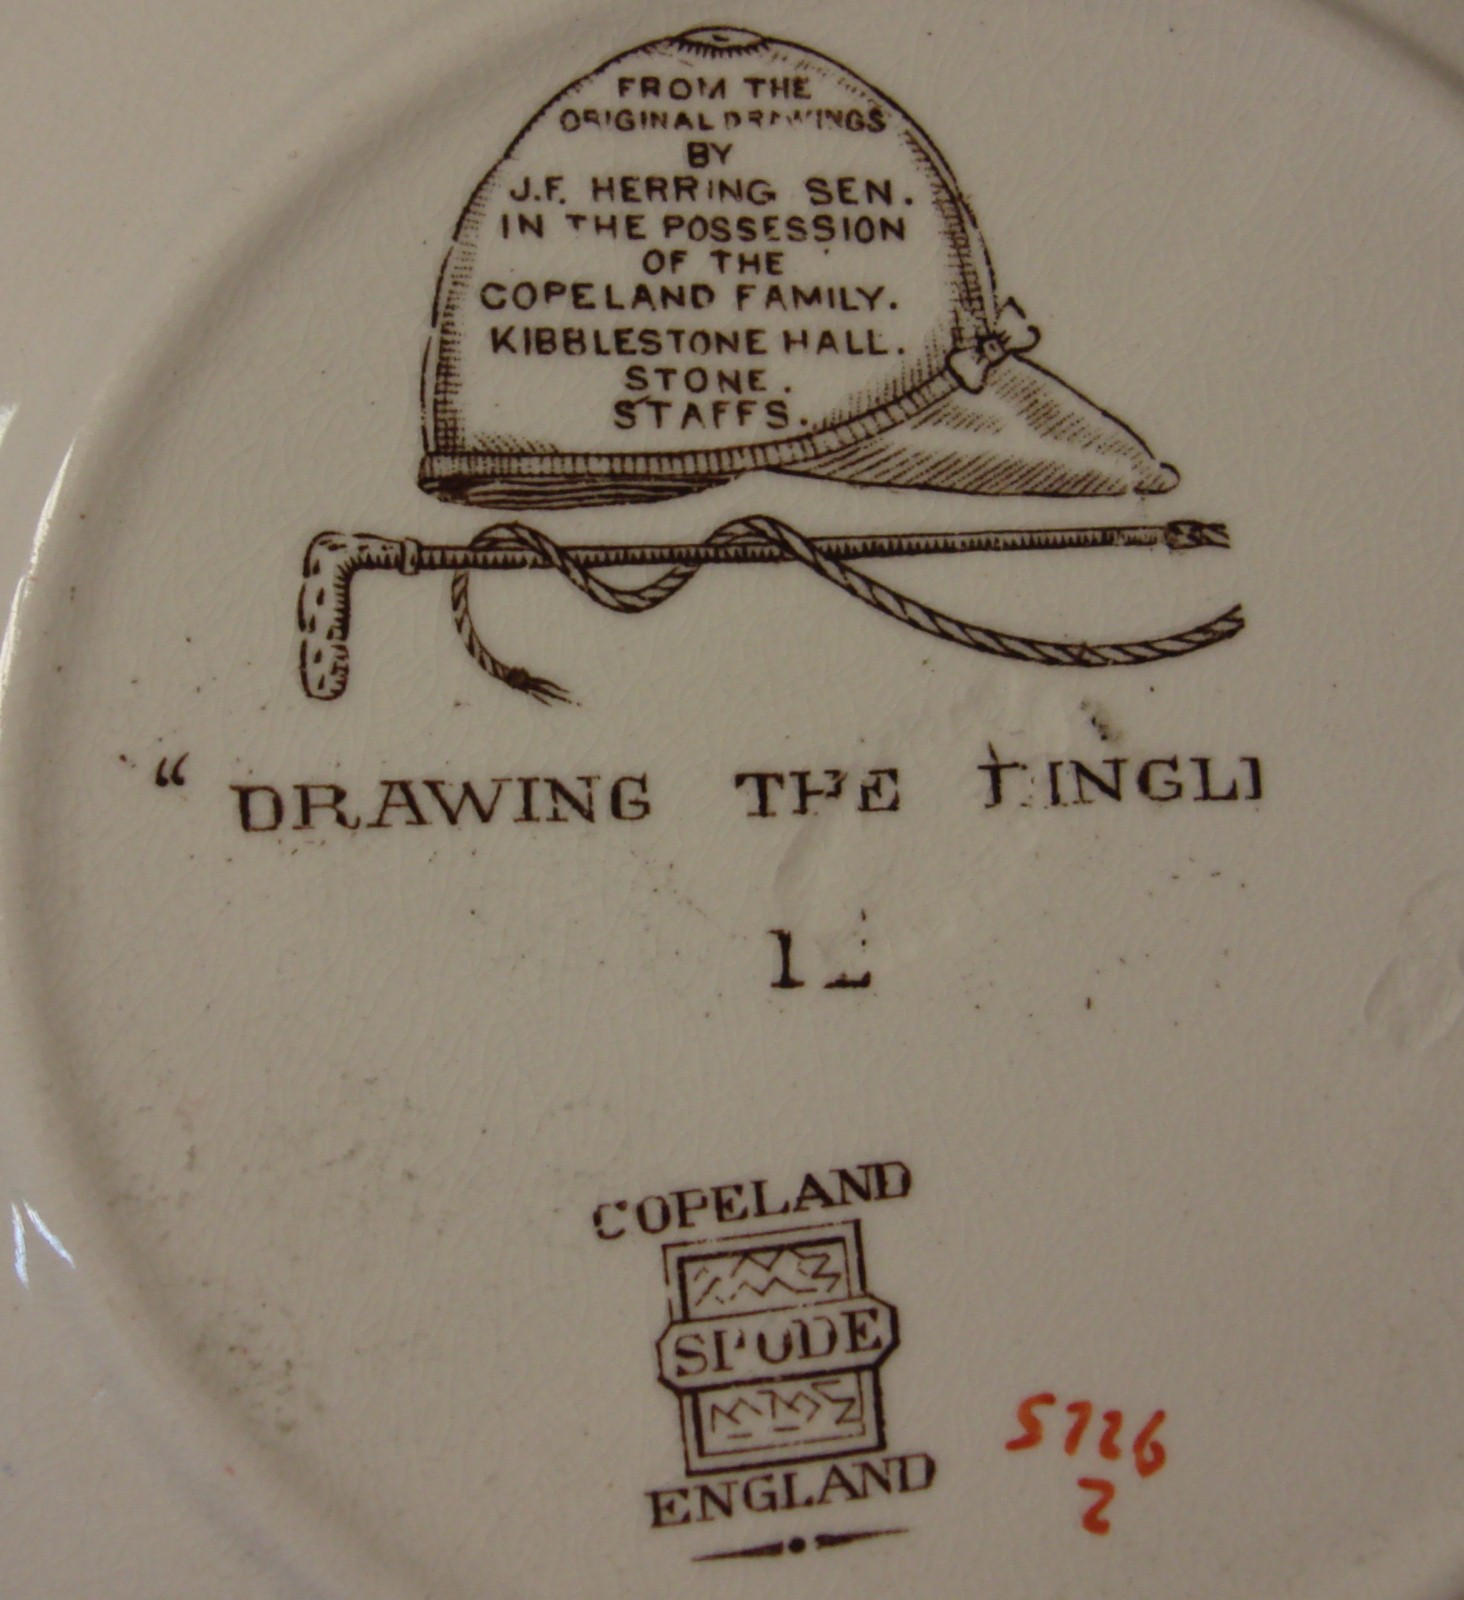 FROM THE
ORIGINAL DRAWINGS
BY
J.F. HERRING SEN.
IN THE POSSESSION
OF THE
COPELAND FAMILY.
KIBBLESTONE HALL.
STONE.
STAFFS.
"DRAWING THE
COPELAND
SPODE
ENGLAND
5726
2